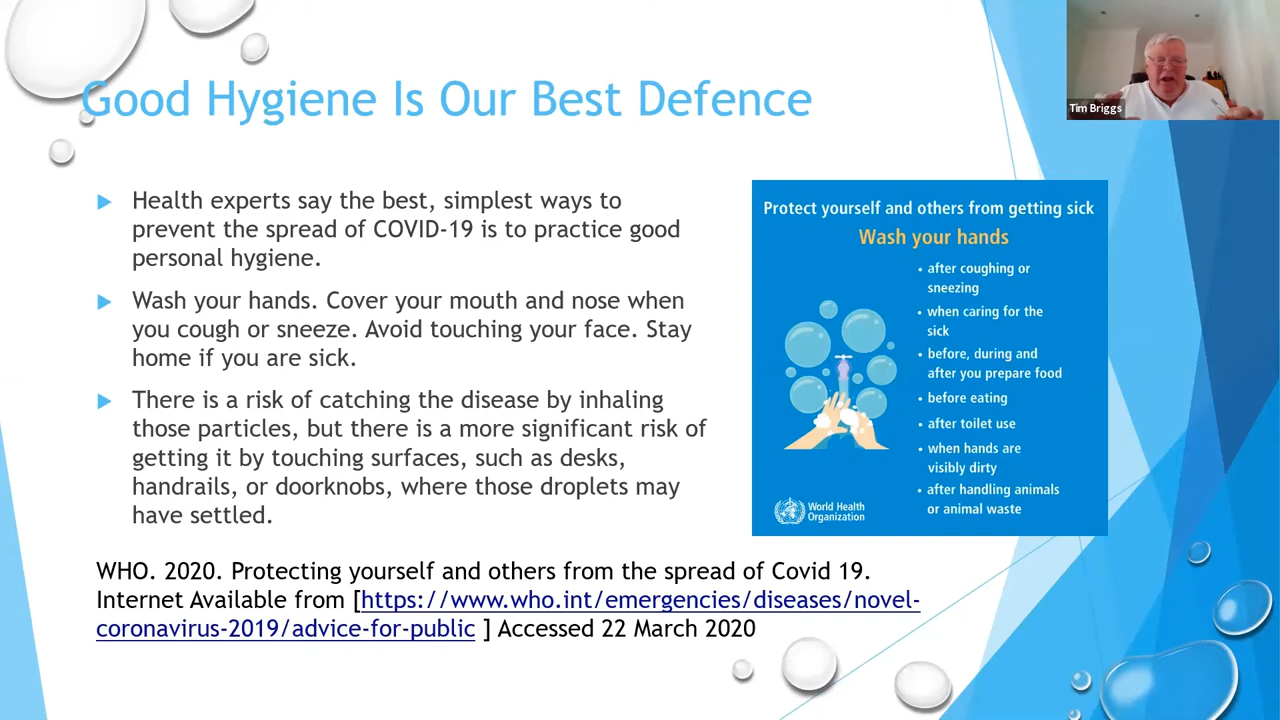 Good Hygiene Is Our Best Defence
Tim Briggs
Health experts say the best, simplest ways to
prevent the spread of COVID-19 is to practice good
personal hygiene.
Wash your hands. Cover your mouth and nose when
you cough or sneeze. Avoid touching your face. Stay
home if you are sick.
There is a risk of catching the disease by inhaling
those particles, but there is a more significant risk of
getting it by touching surfaces, such as desks,
handrails, or doorknobs, where those droplets may
have settled.
Protect yourself and others from getting sick
Wash your hands
• after coughing or
sneezing
• when caring for the
sick
• before, during and
after you prepare food
• before eating
• after toilet use
• when hands are
visibly dirty
• after handling animals
or animal waste
World Health
Organization
WHO. 2020. Protecting yourself and others from the spread of Covid 19.
Internet Available from [https://www.who.int/emergencies/diseases/novel-
coronavirus-2019/advice-for-public ] Accessed 22 March 2020